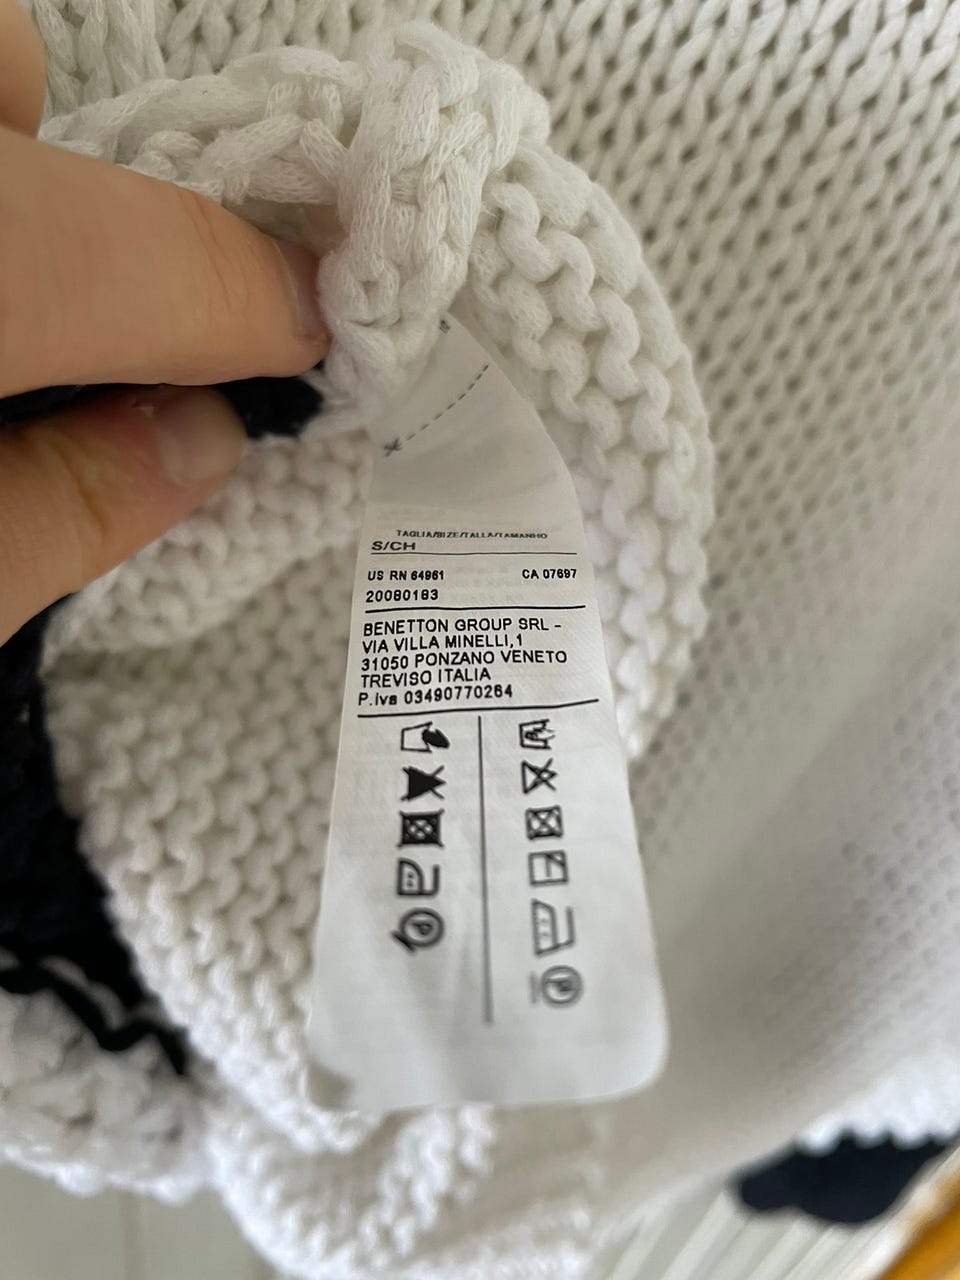 TAGLIA/SIZE/TALLA/TAMANHO
S/CH
US RN 64961 CA 07697
20080183
BENETTON GROUP SRL -
VIA VILLA MINELLI,1
31050 PONZANO VENETO
TREVISO ITALIA
P.iva 03490770264
P